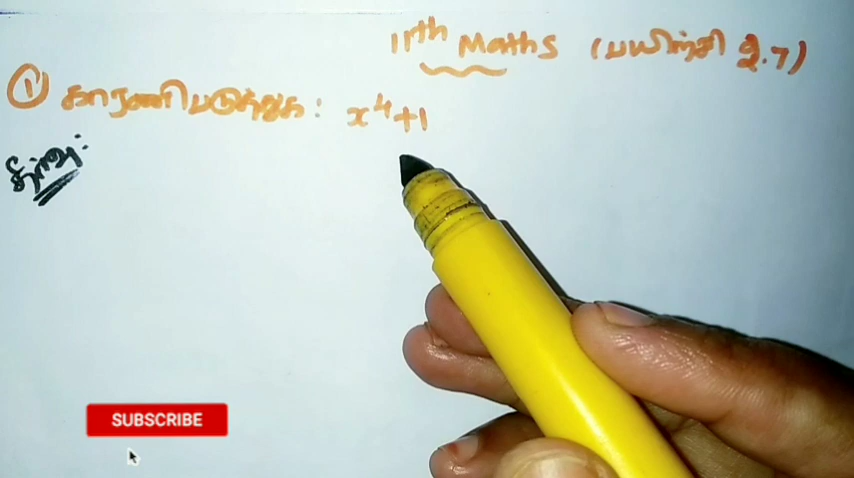 11th Maths (பயிற்சி 2.7)
① காரணிபடுத்துக: x⁴+1
தீர்வு:
SUBSCRIBE